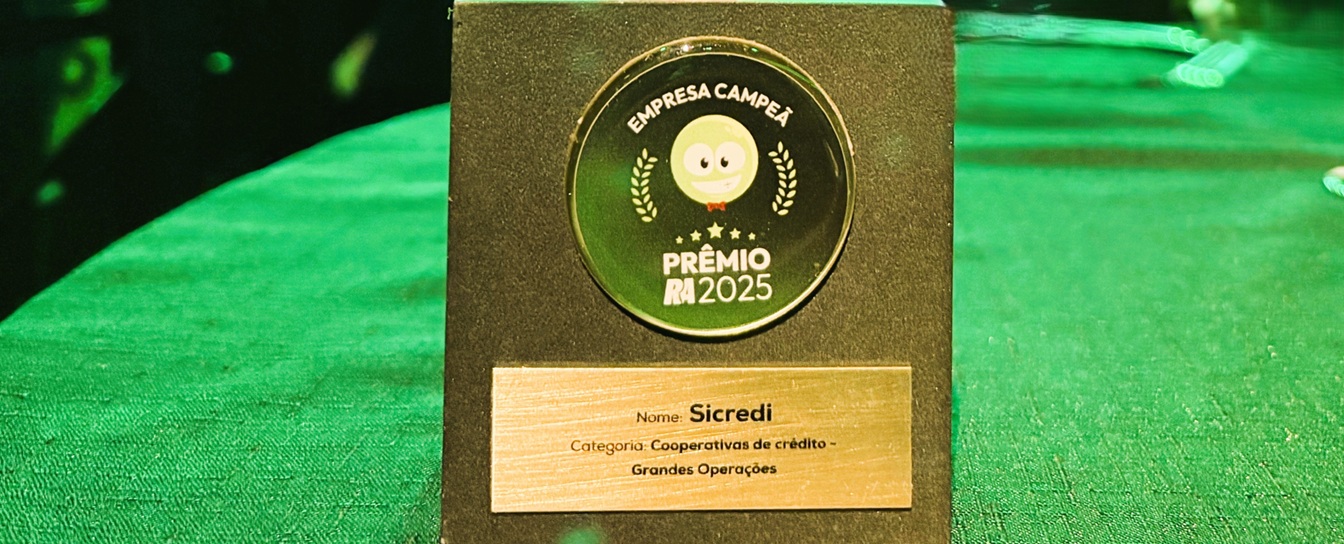 EMPRESA CAMPEÃ
PRÊMIO
RA 2025
Nome: Sicredi
Categoria: Cooperativas de crédito -
Grandes Operações